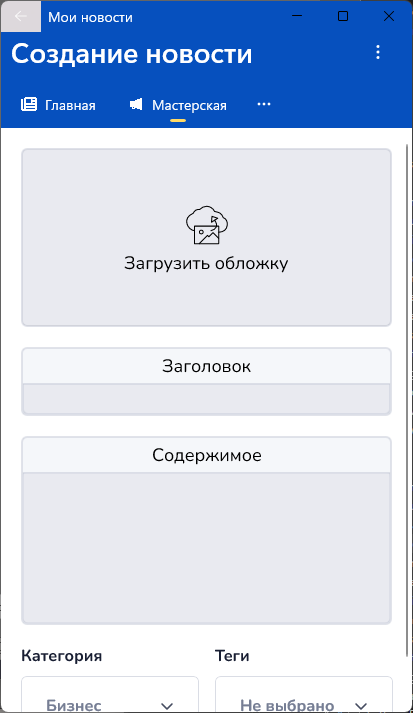 Мои новости
Создание новости
Главная
Мастерская
Загрузить обложку
Заголовок
Содержимое
Категория
Теги
Бизнес
Не выбрано